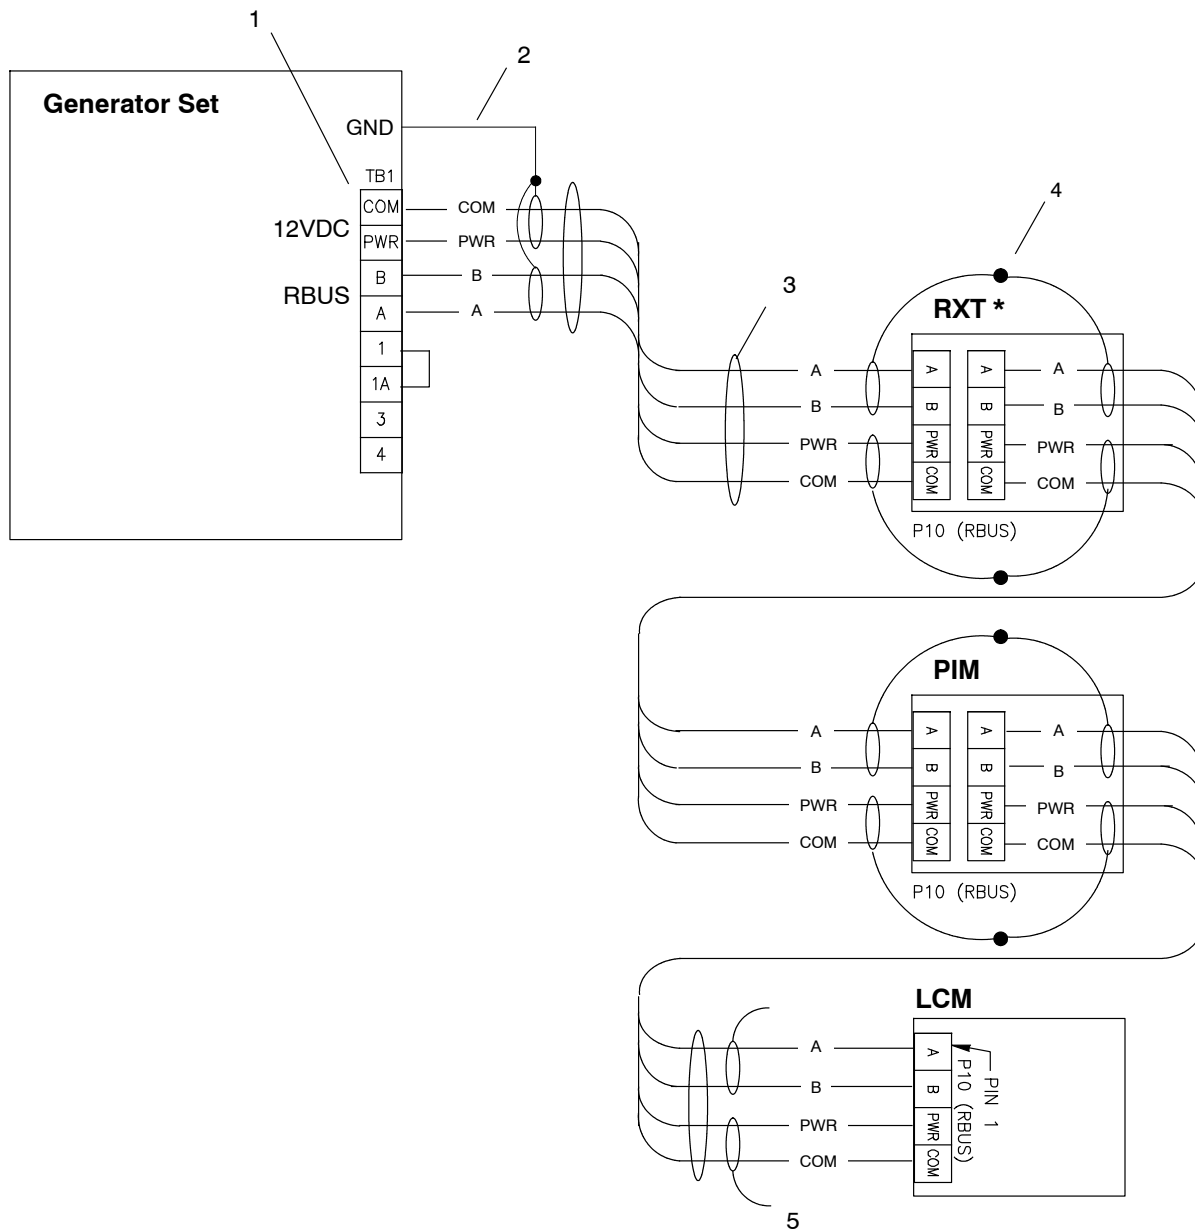 1
2
Generator Set
GND
TB1
COM
COM
12VDC
PWR
PWR
B
B
RBUS
A
A
1
1A
3
4
3
4
RXT *
A
A
A
A
B
B
B
B
PWR
PWR
PWR
PWR
COM
COM
COM
COM
P10 (RBUS)
PIM
A
A
A
A
B
B
B
B
PWR
PWR
PWR
PWR
COM
COM
COM
COM
P10 (RBUS)
LCM
A
A
B
B
PWR
PWR
COM
COM
P10 (RBUS)
PIN 1
5